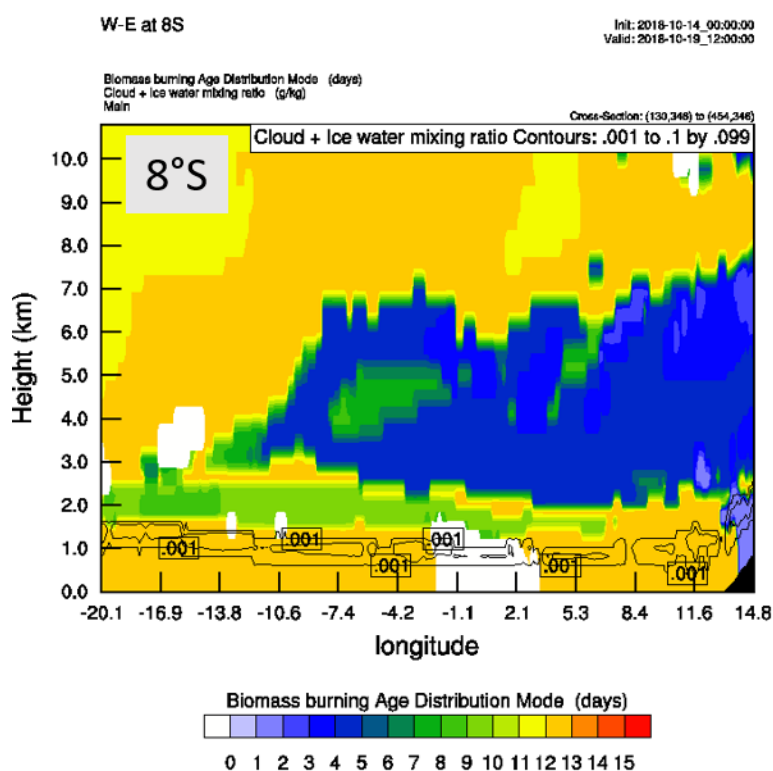 W-E at 8S
Init: 2018-10-14_00:00:00
Valid: 2018-10-19_12:00:00
Biomass burning Age Distribution Mode (days)
Cloud + Ice water mixing ratio (g/kg)
Main
Cross-Section: (130,346) to (454,346)
Cloud + Ice water mixing ratio Contours: .001 to .1 by .099
8°S
10.0
9.0
8.0
7.0
6.0
5.0
4.0
3.0
2.0
1.0
0.0
Height (km)
.001 .001 .001 .001 .001 .001
-20.1 -16.9 -13.8 -10.6 -7.4 -4.2 -1.1 2.1 5.3 8.4 11.6 14.8
longitude
Biomass burning Age Distribution Mode (days)
0 1 2 3 4 5 6 7 8 9 10 11 12 13 14 15